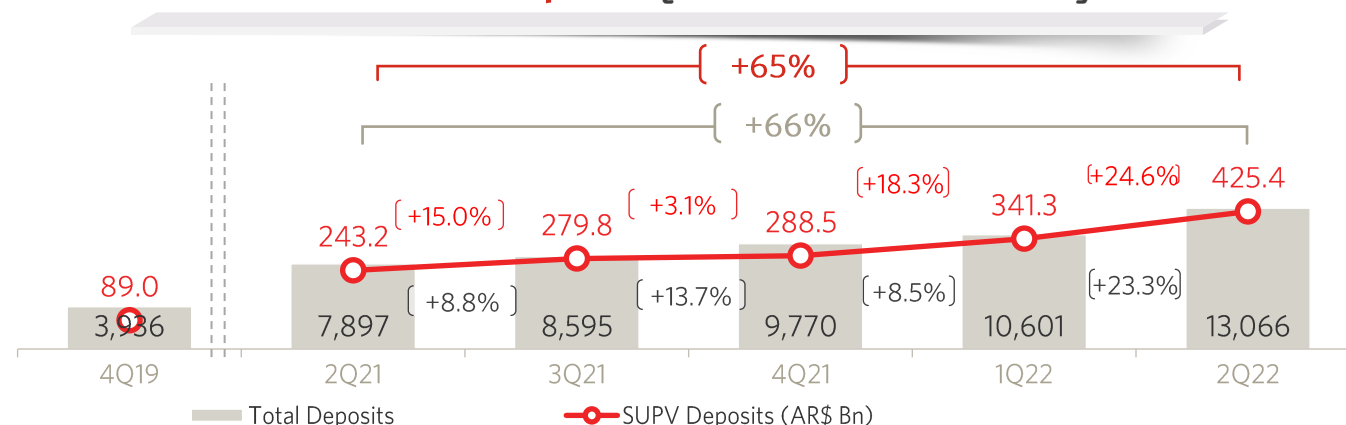 +65%
+66%
89.0
243.2
(+15.0%)
279.8
(+3.1%)
288.5
(+18.3%)
341.3
(+24.6%)
425.4
3,936
7,897
(+8.8%)
8,595
(+13.7%)
9,770
(+8.5%)
10,601
(+23.3%)
13,066
4Q19
2Q21
3Q21
4Q21
1Q22
2Q22
Total Deposits
SUPV Deposits (AR$ Bn)